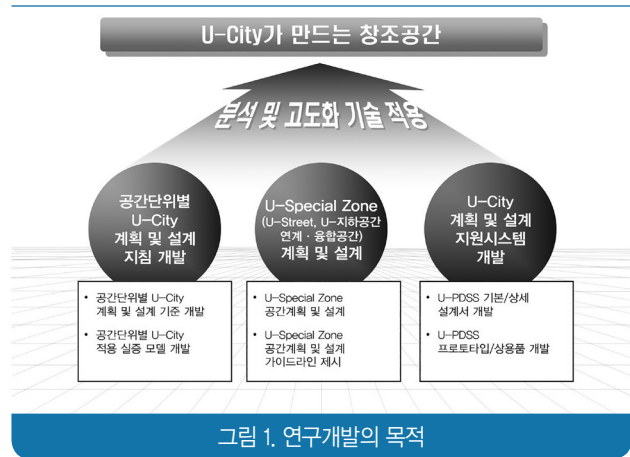 U-City가 만드는 창조공간
분석 및 고도화 기술 적용
공간단위별
U-City
계획 및 설계
지침 개발
U-Special Zone
(U-Street, U-지하공간
연계·융합공간)
계획 및 설계
U-City
계획 및 설계
지원시스템
개발
• 공간단위별 U-City
계획 및 설계 기준 개발
• 공간단위별 U-City
적용 실증 모델 개발
• U-Special Zone
공간계획 및 설계
• U-Special Zone
공간계획 및 설계
가이드라인 제시
• U-PDSS 기본/상세
설계서 개발
• U-PDSS
프로토타입/상용품 개발
그림 1. 연구개발의 목적